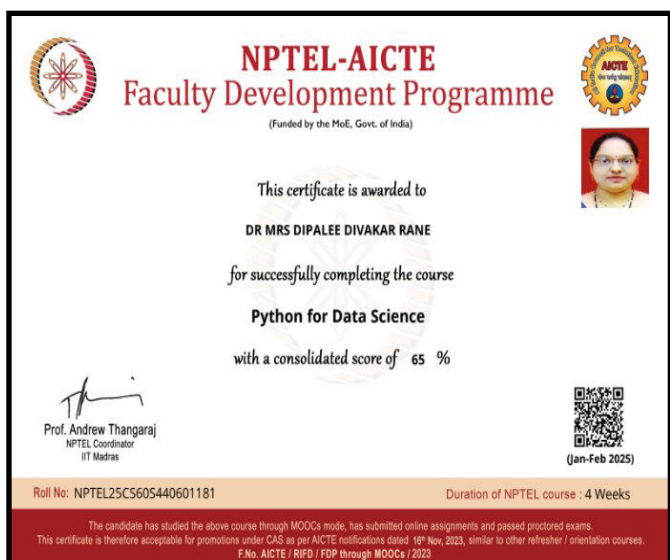 NPTEL-AICTE
Faculty Development Programme
(Funded by the MoE, Govt. of India)
AICTE
This certificate is awarded to
DR MRS DIPALEE DIVAKAR RANE
for successfully completing the course
Python for Data Science
with a consolidated score of 65 %
Prof. Andrew Thangaraj
NPTEL Coordinator
IIT Madras
(Jan-Feb 2025)
Roll No: NPTEL25CS60S440601181
Duration of NPTEL course : 4 Weeks
The candidate has studied the above course through MOOCs mode, has submitted online assignments and passed proctored exams.
This certificate is therefore acceptable for promotions under CAS as per AICTE notifications dated 16th Nov, 2023, similar to other refresher / orientation courses.
F.No. AICTE / RIFD / FDP through MOOCs / 2023